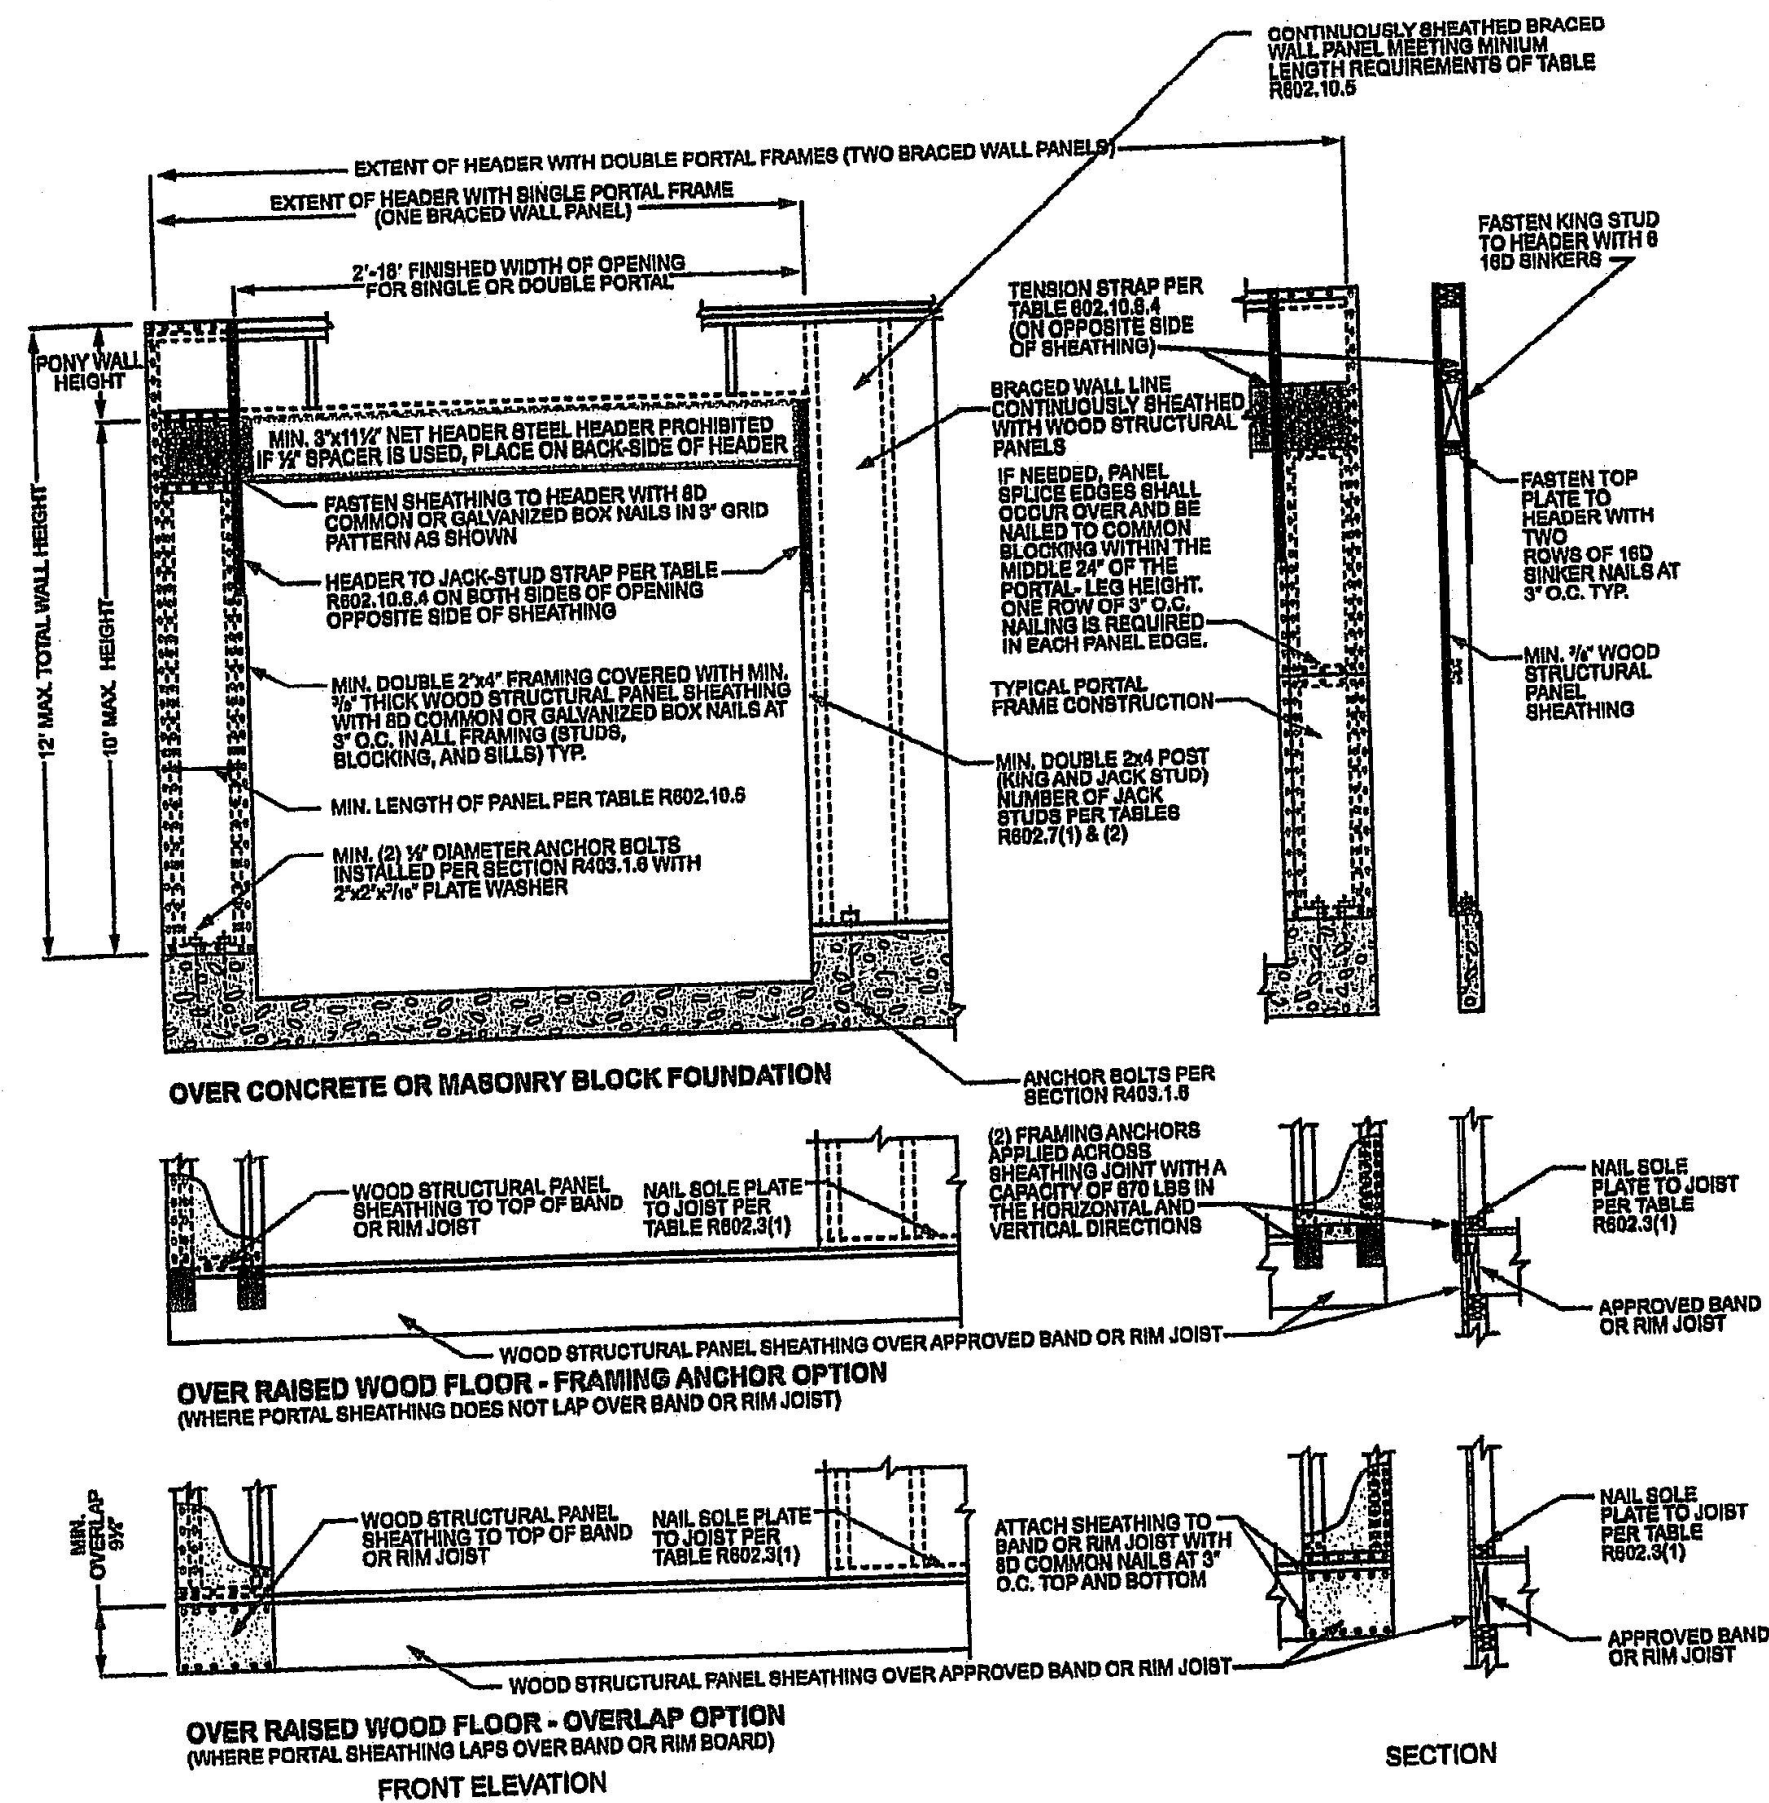 CONTINUOUSLY SHEATHED BRACED
WALL PANEL MEETING MINIUM
LENGTH REQUIREMENTS OF TABLE
R602.10.5
EXTENT OF HEADER WITH DOUBLE PORTAL FRAMES (TWO BRACED WALL PANELS)
EXTENT OF HEADER WITH SINGLE PORTAL FRAME
(ONE BRACED WALL PANEL)
2'-18' FINISHED WIDTH OF OPENING
FOR SINGLE OR DOUBLE PORTAL
FASTEN KING STUD
TO HEADER WITH 6
16D SINKERS
TENSION STRAP PER
TABLE 602.10.6.4
(ON OPPOSITE SIDE
OF SHEATHING)
PONY WALL
HEIGHT
BRACED WALL LINE
CONTINUOUSLY SHEATHED
WITH WOOD STRUCTURAL
PANELS
MIN. 3"x11¼" NET HEADER STEEL HEADER PROHIBITED
IF ½" SPACER IS USED, PLACE ON BACK-SIDE OF HEADER
12' MAX. TOTAL WALL HEIGHT
10' MAX. HEIGHT
FASTEN SHEATHING TO HEADER WITH 8D
COMMON OR GALVANIZED BOX NAILS IN 3" GRID
PATTERN AS SHOWN
IF NEEDED, PANEL
SPLICE EDGES SHALL
OCCUR OVER AND BE
NAILED TO COMMON
BLOCKING WITHIN THE
MIDDLE 24" OF THE
PORTAL- LEG HEIGHT.
ONE ROW OF 3" O.C.
NAILING IS REQUIRED
IN EACH PANEL EDGE.
FASTEN TOP
PLATE TO
HEADER WITH
TWO
ROWS OF 16D
SINKER NAILS AT
3" O.C. TYP.
HEADER TO JACK-STUD STRAP PER TABLE
R602.10.6.4 ON BOTH SIDES OF OPENING
OPPOSITE SIDE OF SHEATHING
MIN. DOUBLE 2"x4" FRAMING COVERED WITH MIN.
3/8" THICK WOOD STRUCTURAL PANEL SHEATHING
WITH 8D COMMON OR GALVANIZED BOX NAILS AT
3" O.C. IN ALL FRAMING (STUDS,
BLOCKING, AND SILLS) TYP.
TYPICAL PORTAL
FRAME CONSTRUCTION
MIN. 3/8" WOOD
STRUCTURAL
PANEL
SHEATHING
MIN. DOUBLE 2x4 POST
(KING AND JACK STUD)
NUMBER OF JACK
STUDS PER TABLES
R602.7(1) & (2)
MIN. LENGTH OF PANEL PER TABLE R602.10.5
MIN. (2) ½" DIAMETER ANCHOR BOLTS
INSTALLED PER SECTION R403.1.6 WITH
2"x2"x3/16" PLATE WASHER
OVER CONCRETE OR MASONRY BLOCK FOUNDATION
ANCHOR BOLTS PER
SECTION R403.1.6
WOOD STRUCTURAL PANEL
SHEATHING TO TOP OF BAND
OR RIM JOIST
NAIL SOLE PLATE
TO JOIST PER
TABLE R602.3(1)
(2) FRAMING ANCHORS
APPLIED ACROSS
SHEATHING JOINT WITH A
CAPACITY OF 670 LBS IN
THE HORIZONTAL AND
VERTICAL DIRECTIONS
NAIL SOLE
PLATE TO JOIST
PER TABLE
R602.3(1)
APPROVED BAND
OR RIM JOIST
WOOD STRUCTURAL PANEL SHEATHING OVER APPROVED BAND OR RIM JOIST
OVER RAISED WOOD FLOOR - FRAMING ANCHOR OPTION
(WHERE PORTAL SHEATHING DOES NOT LAP OVER BAND OR RIM JOIST)
MIN.
OVERLAP
9¼"
WOOD STRUCTURAL PANEL
SHEATHING TO TOP OF BAND
OR RIM JOIST
NAIL SOLE PLATE
TO JOIST PER
TABLE R602.3(1)
ATTACH SHEATHING TO
BAND OR RIM JOIST WITH
8D COMMON NAILS AT 3"
O.C. TOP AND BOTTOM
NAIL SOLE
PLATE TO JOIST
PER TABLE
R602.3(1)
APPROVED BAND
OR RIM JOIST
WOOD STRUCTURAL PANEL SHEATHING OVER APPROVED BAND OR RIM JOIST
OVER RAISED WOOD FLOOR - OVERLAP OPTION
(WHERE PORTAL SHEATHING LAPS OVER BAND OR RIM BOARD)
FRONT ELEVATION
SECTION